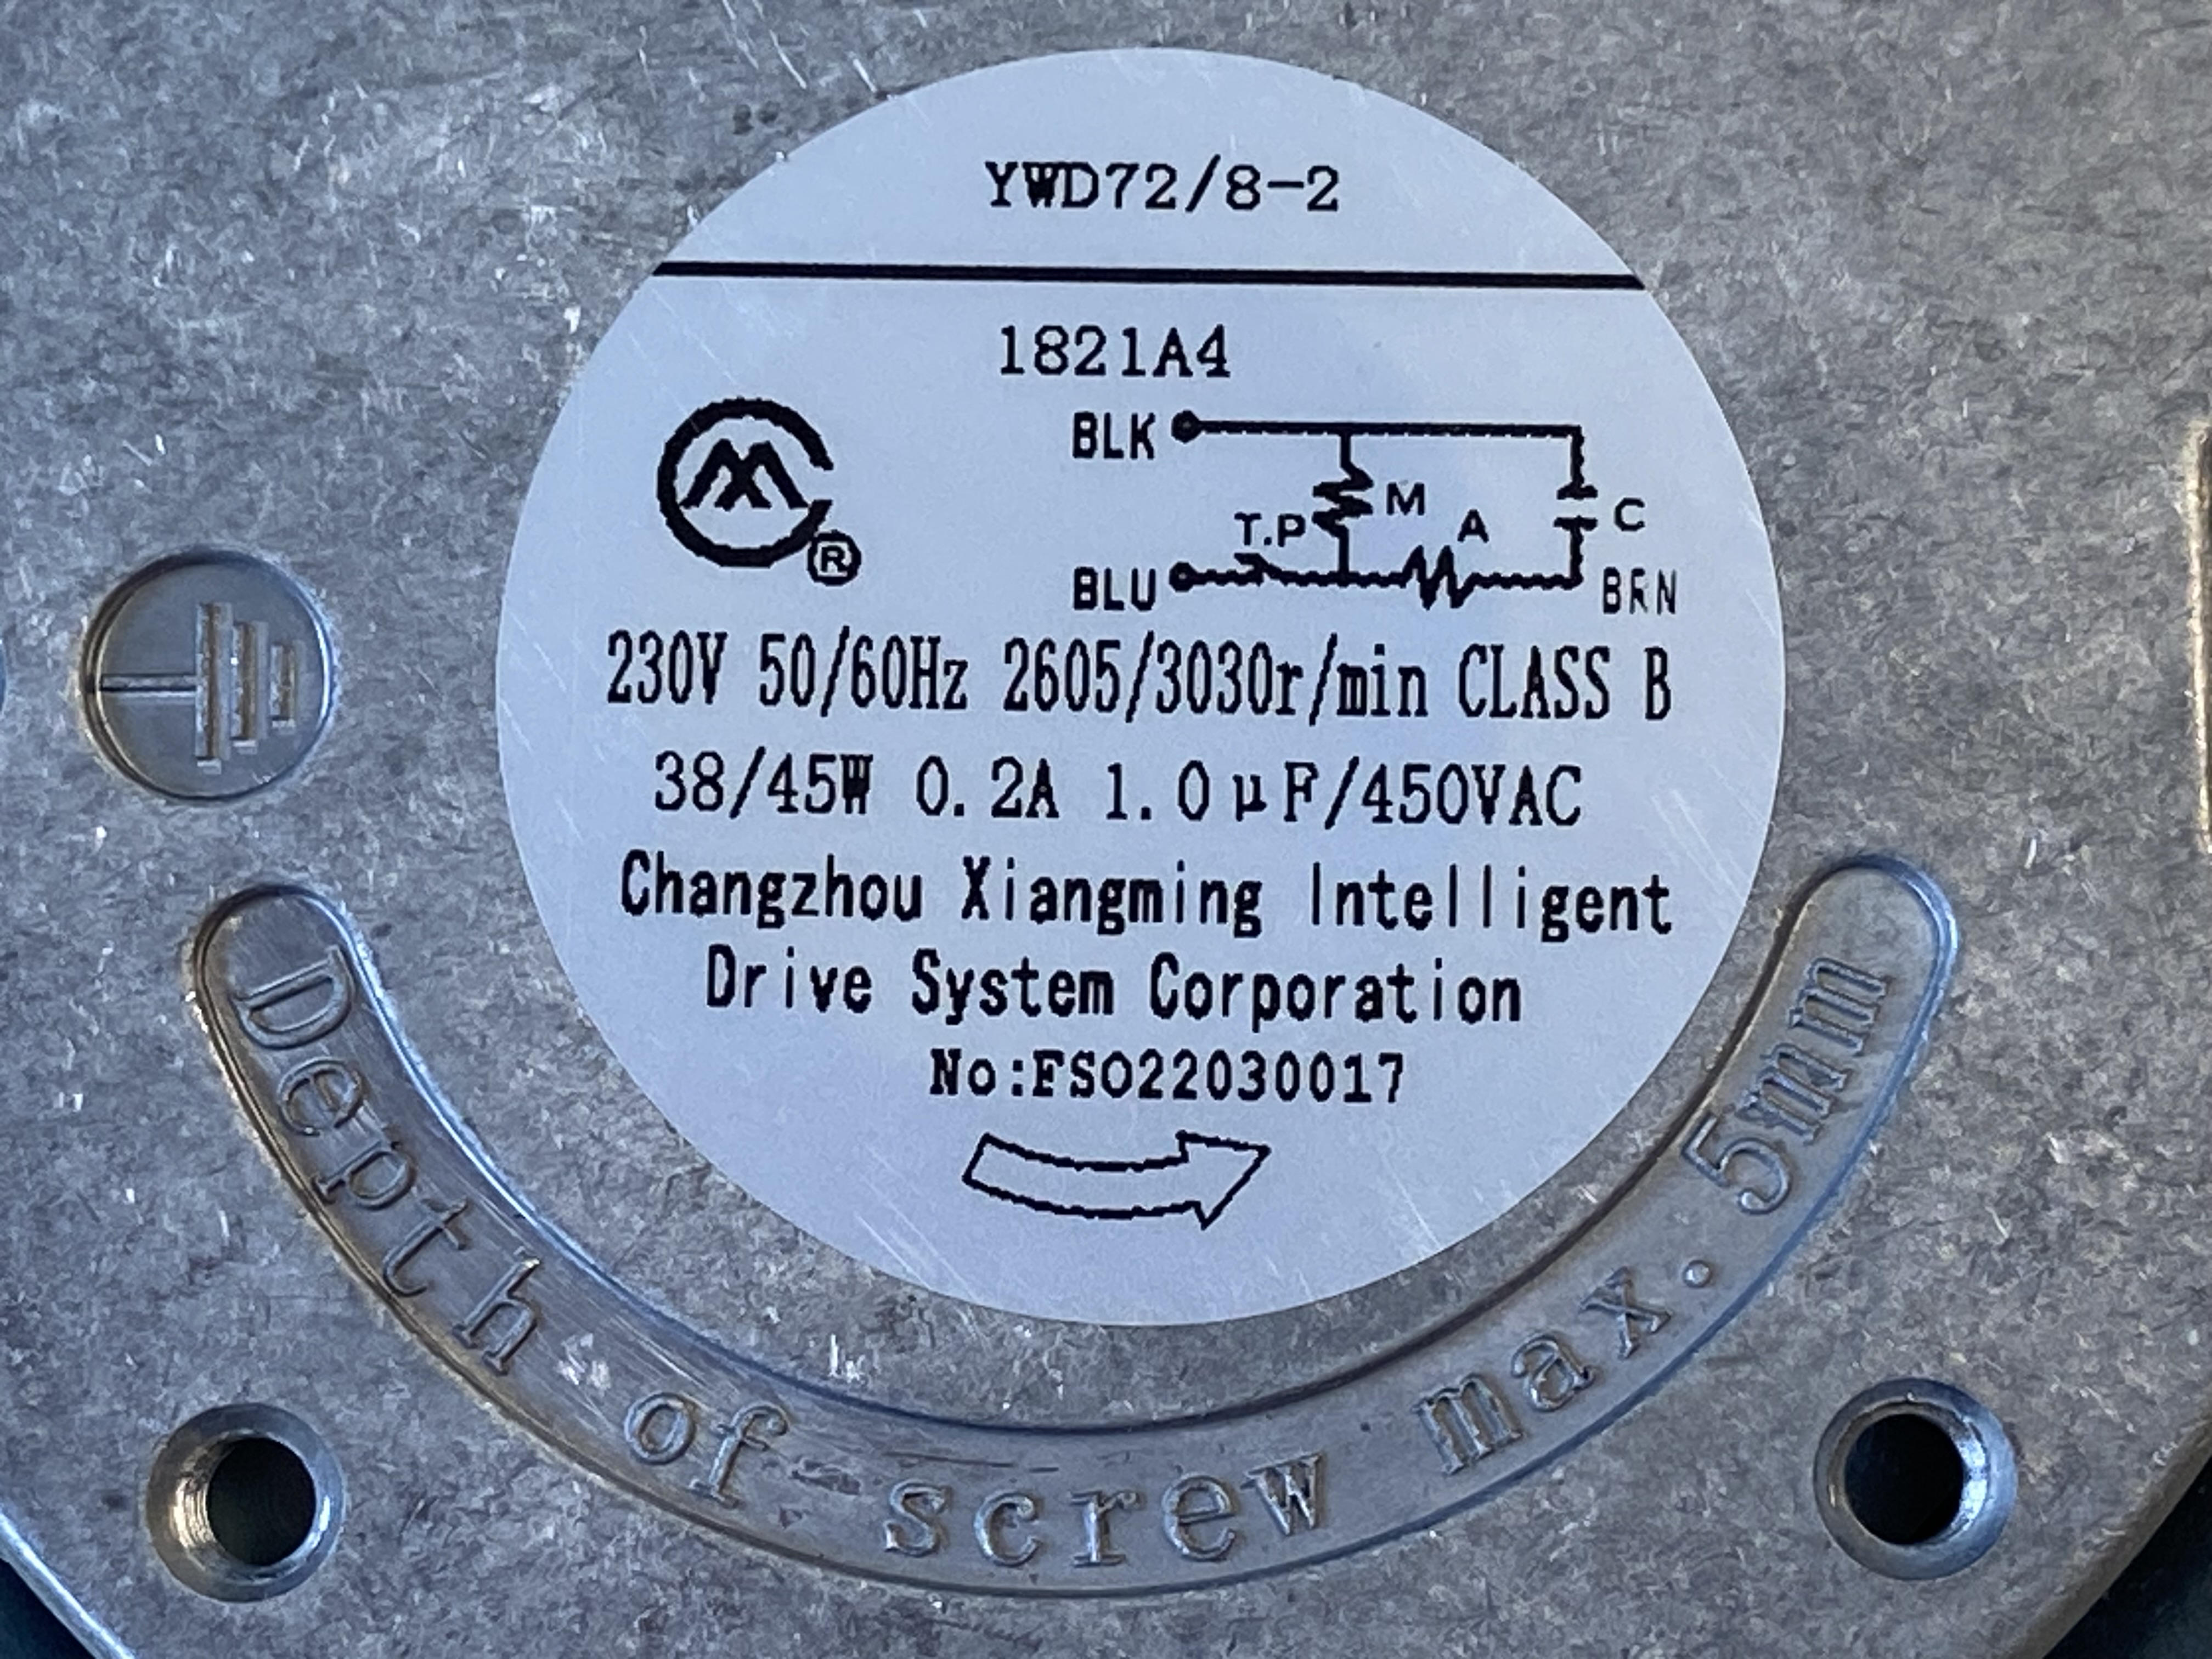 YWD72/8-2
1821A4
BLK
M
A
C
T.P
BLU
BRN
®
230V 50/60Hz 2605/3030r/min CLASS B
38/45W 0.2A 1.0μF/450VAC
Changzhou Xiangming Intelligent
Drive System Corporation
No:FS022030017
Depth of screw max. 5mm